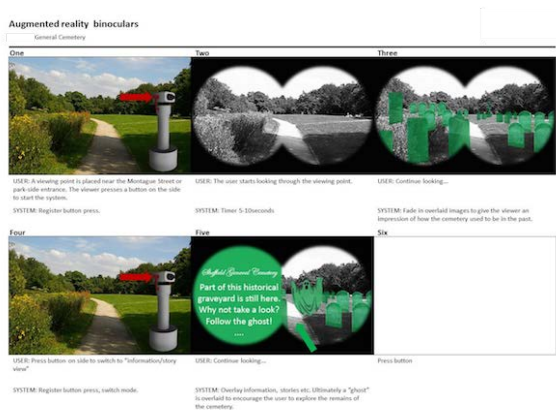 Augmented reality binoculars
General Cemetery
One
Two
Three
USER: A viewing point is placed near the Montague Street or
park-side entrance. The viewer presses a button on the side
to start the system.
USER: The user starts looking through the viewing point.
USER: Continue looking...
SYSTEM: Register button press.
SYSTEM: Timer 5-10seconds
SYSTEM: Fade in overlaid images to give the viewer an
impression of how the cemetery used to be in the past.
Four
Five
Six
Sheffield General Cemetery
Part of this historical
graveyard is still here.
Why not take a look?
Follow the ghost!
....
USER: Press button on side to switch to "information/story
view"
USER: Continue looking...
Press button
SYSTEM: Register button press, switch mode.
SYSTEM: Overlay information, stories etc. Ultimately a "ghost"
is overlaid to encourage the user to explore the remains of
the cemetery.